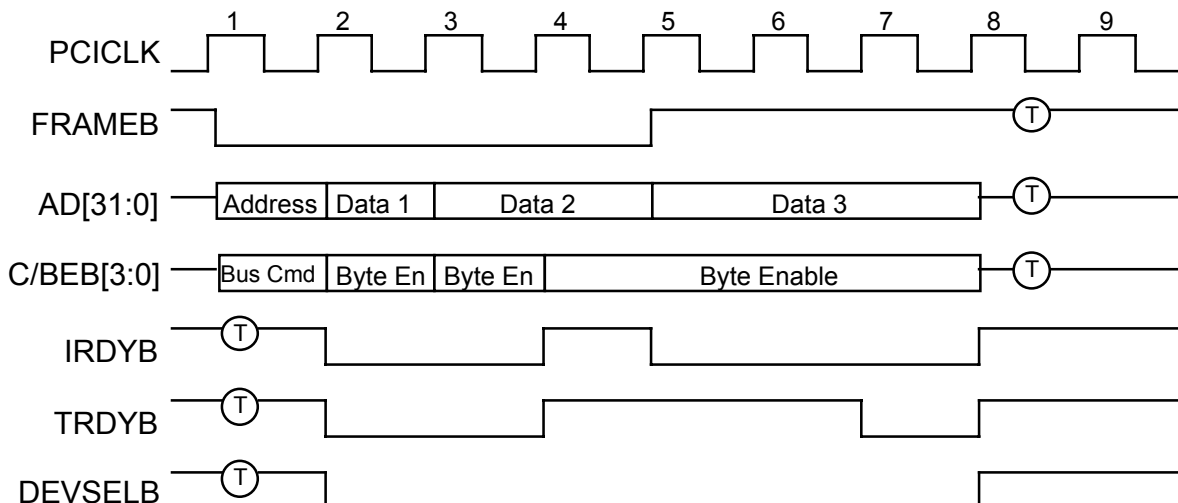 1 2 3 4 5 6 7 8 9
PCICLK
FRAMEB T
AD[31:0] Address Data 1 Data 2 Data 3 T
C/BEB[3:0] Bus Cmd Byte En Byte En Byte Enable T
T
IRDYB
T
TRDYB
T
DEVSELB